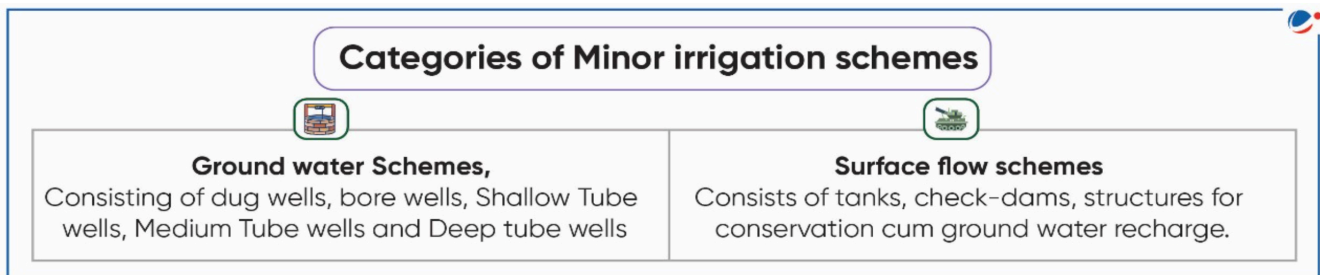 Categories of Minor irrigation schemes
Ground water Schemes,
Consisting of dug wells, bore wells, Shallow Tube
wells, Medium Tube wells and Deep tube wells
Surface flow schemes
Consists of tanks, check-dams, structures for
conservation cum ground water recharge.